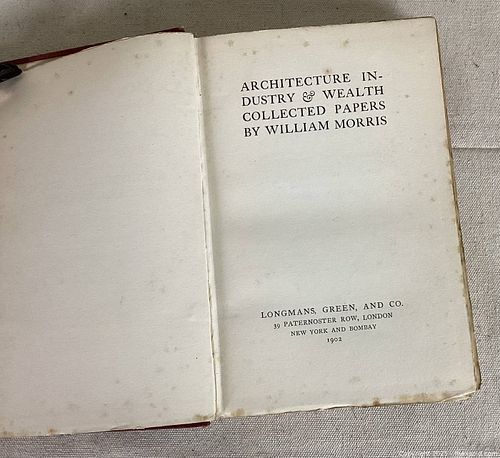 ARCHITECTURE IN-
DUSTRY & WEALTH
COLLECTED PAPERS
BY WILLIAM MORRIS
LONGMANS, GREEN, AND CO.
39 PATERNOSTER ROW, LONDON
NEW YORK AND BOMBAY
1902